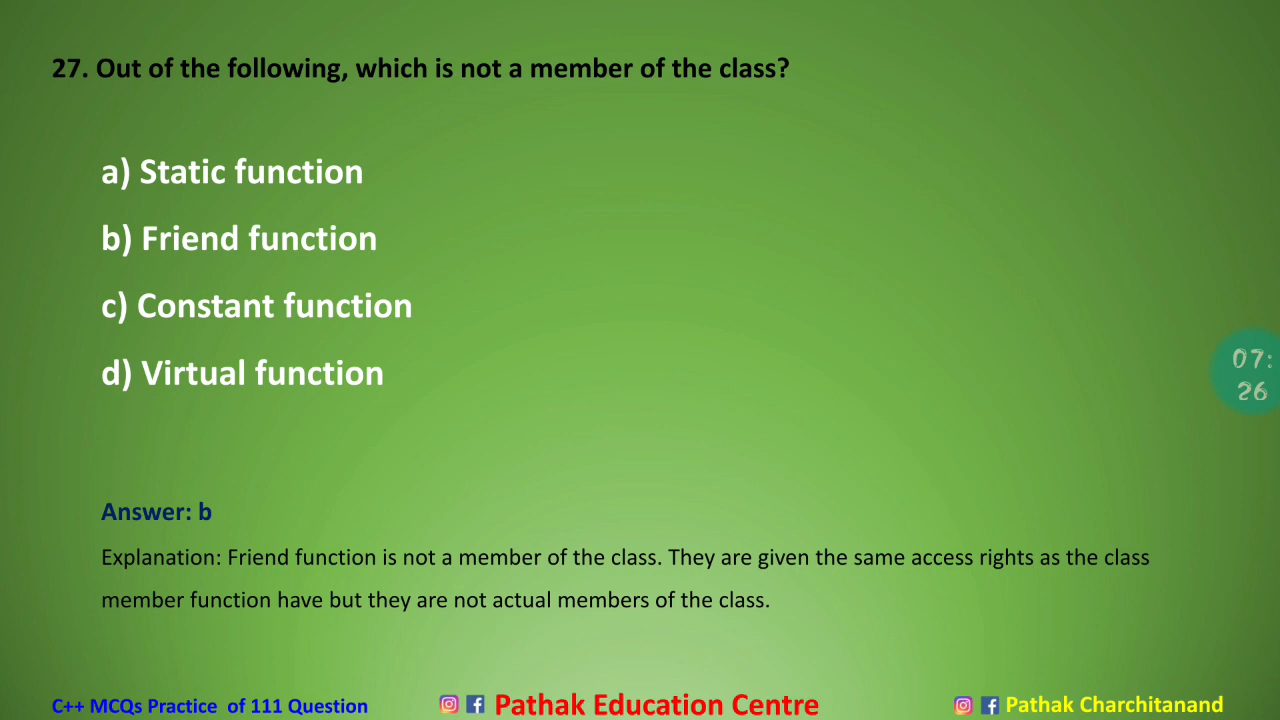 27. Out of the following, which is not a member of the class?
a) Static function
b) Friend function
c) Constant function
d) Virtual function
07:
26
Answer: b
Explanation: Friend function is not a member of the class. They are given the same access rights as the class
member function have but they are not actual members of the class.
C++ MCQs Practice of 111 Question
Pathak Education Centre
Pathak Charchitanand